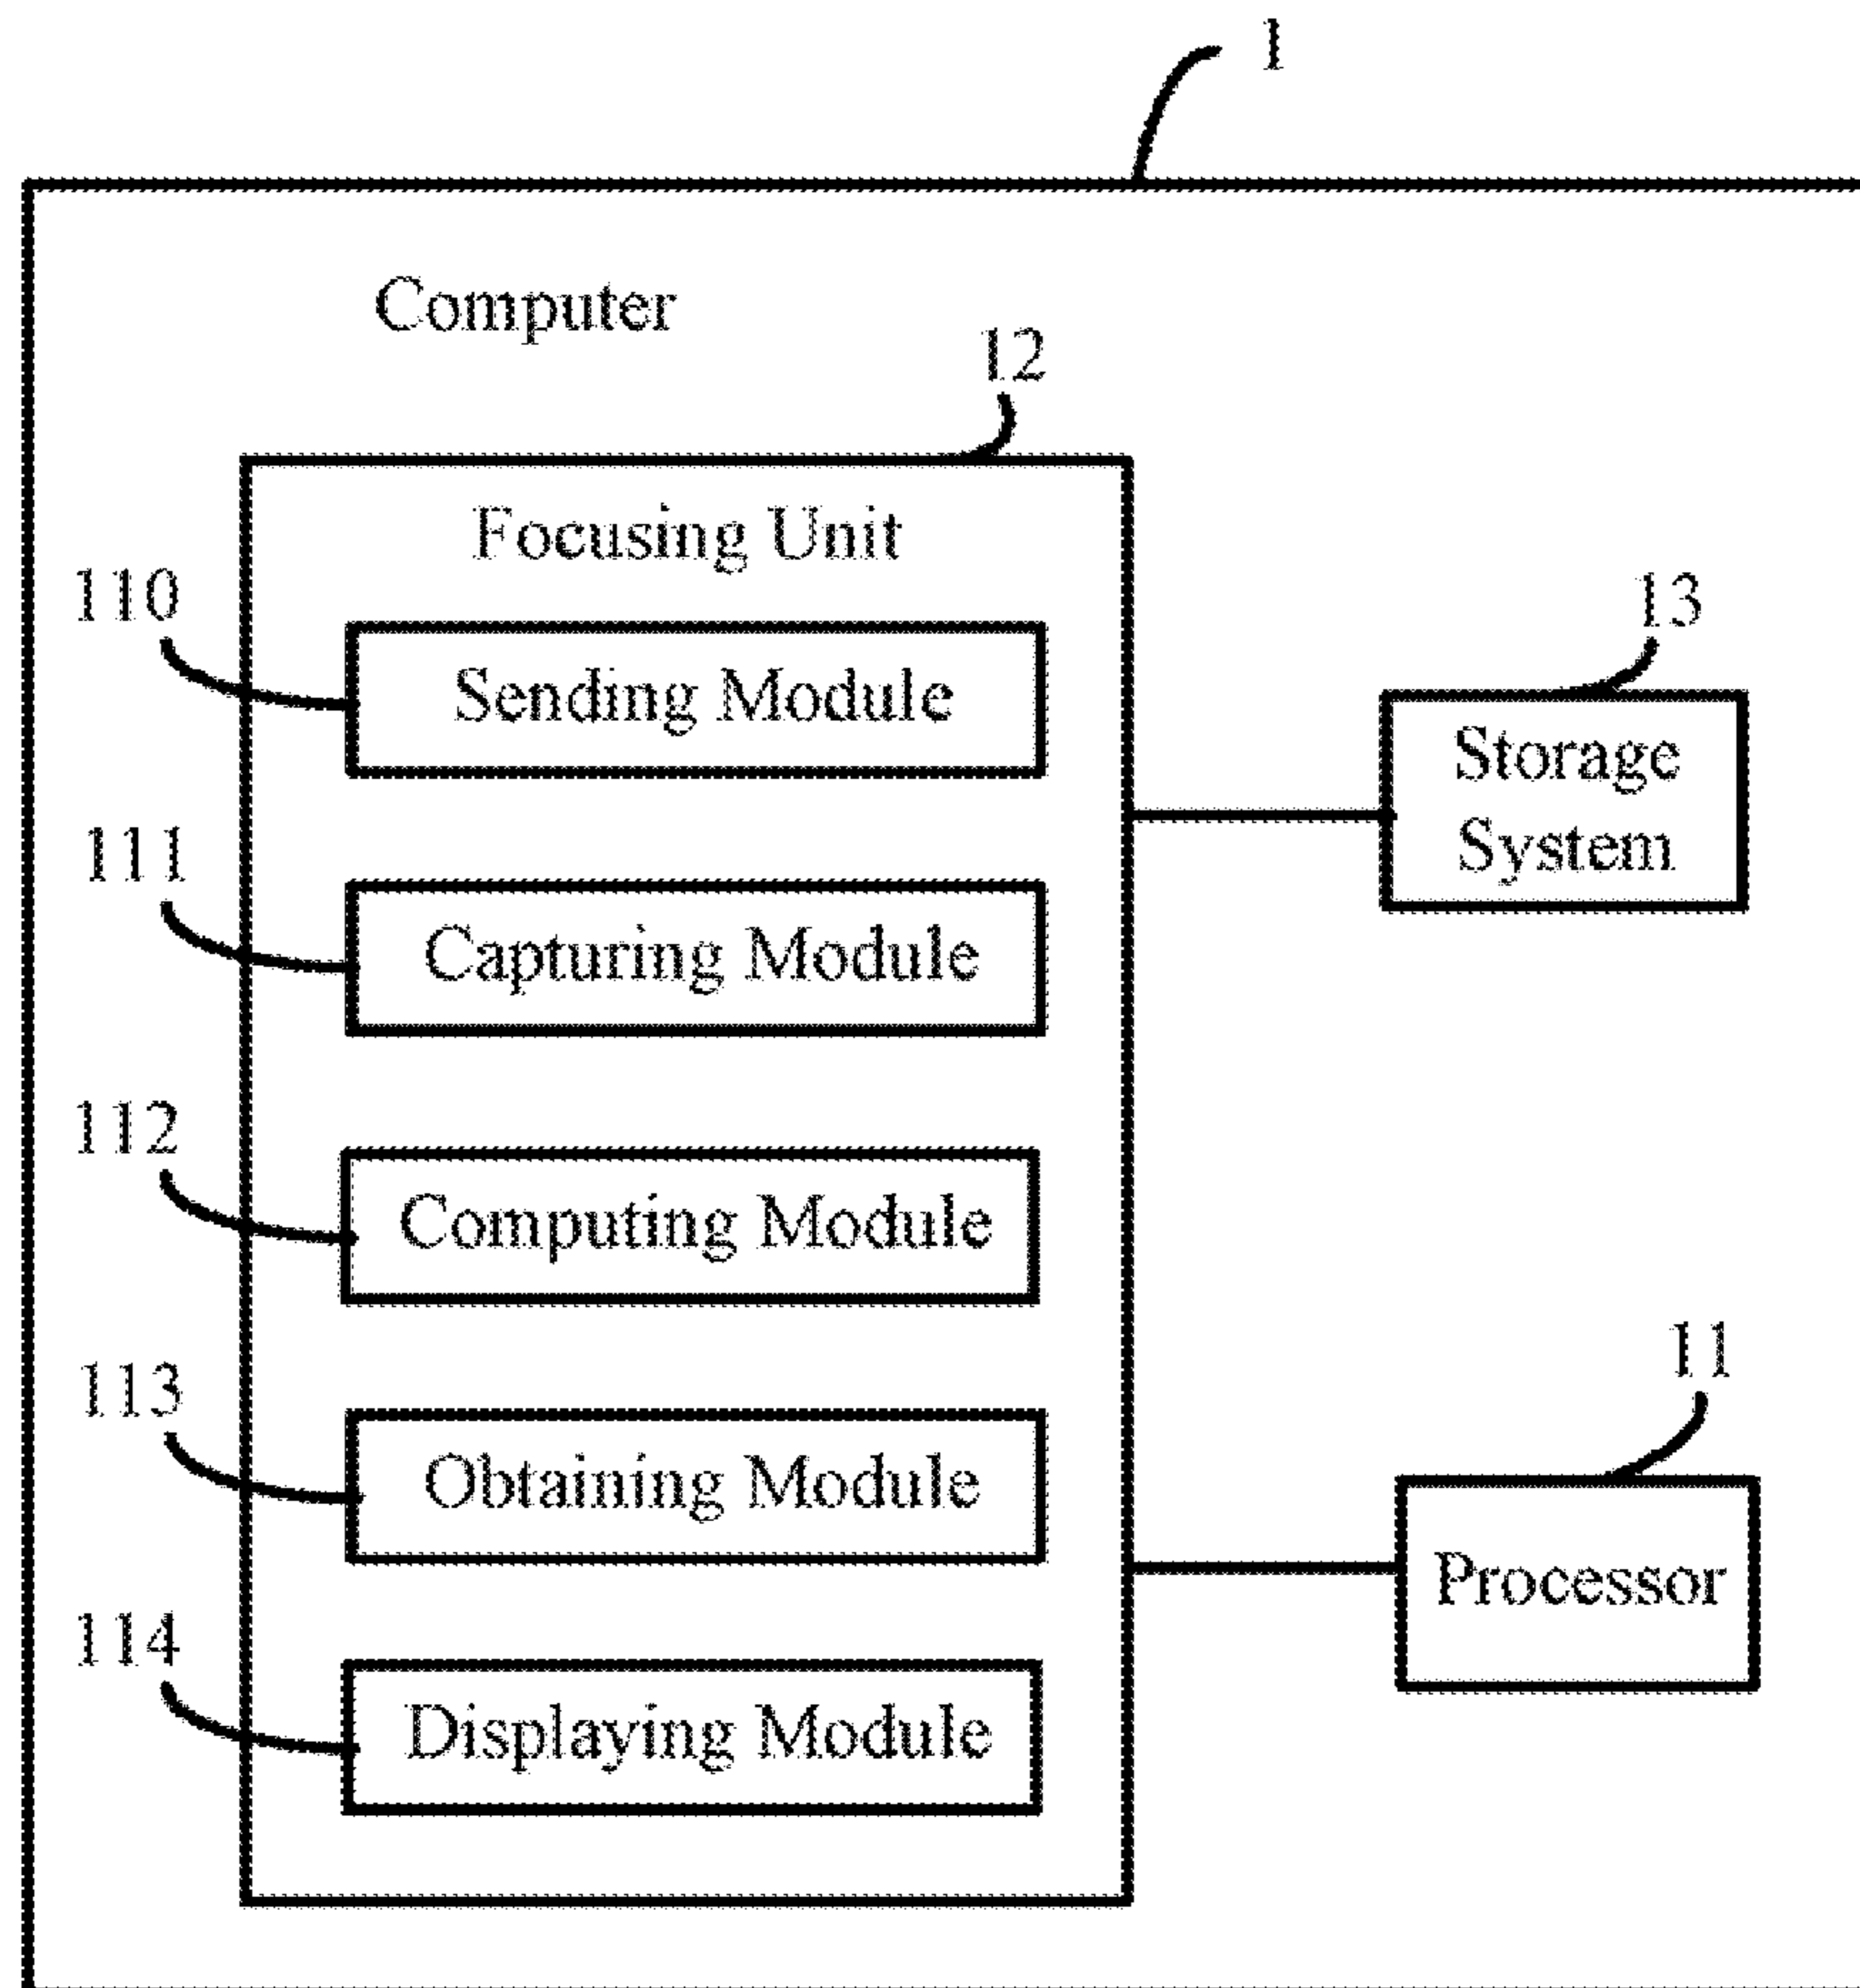 1
Computer
12
Focusing Unit
110
Sending Module
13
Storage
System
111
Capturing Module
112
Computing Module
113
Obtaining Module
11
Processor
114
Displaying Module